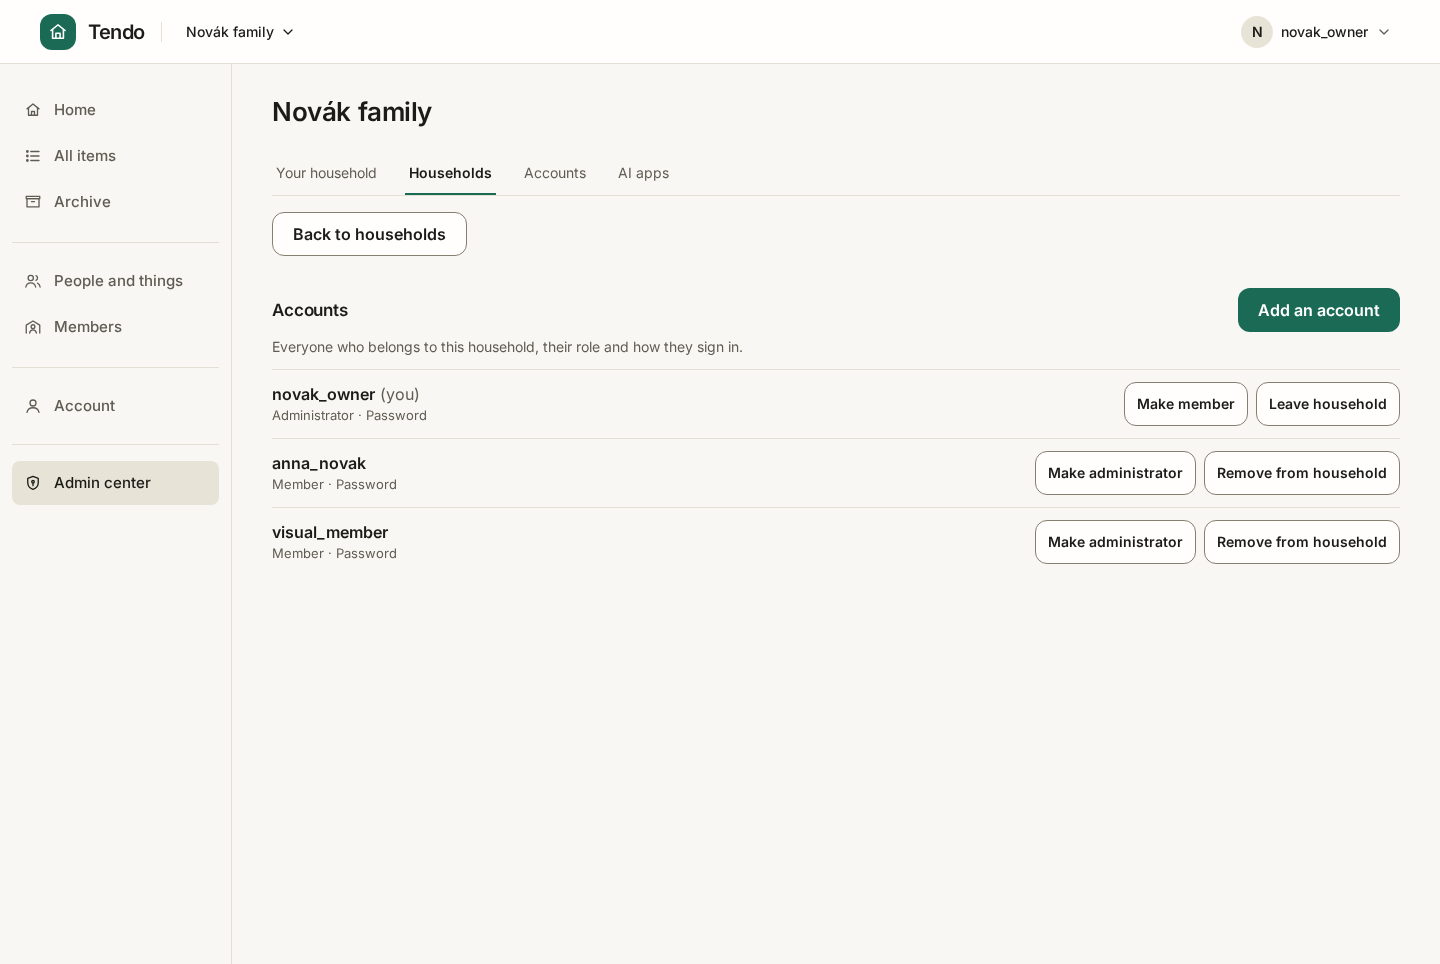 Tendo
Novák family
N
novak_owner
Home
All items
Archive
People and things
Members
Account
Admin center
Novák family
Your household
Households
Accounts
AI apps
Back to households
Accounts
Add an account
Everyone who belongs to this household, their role and how they sign in.
novak_owner (you)
Administrator · Password
Make member
Leave household
anna_novak
Member · Password
Make administrator
Remove from household
visual_member
Member · Password
Make administrator
Remove from household